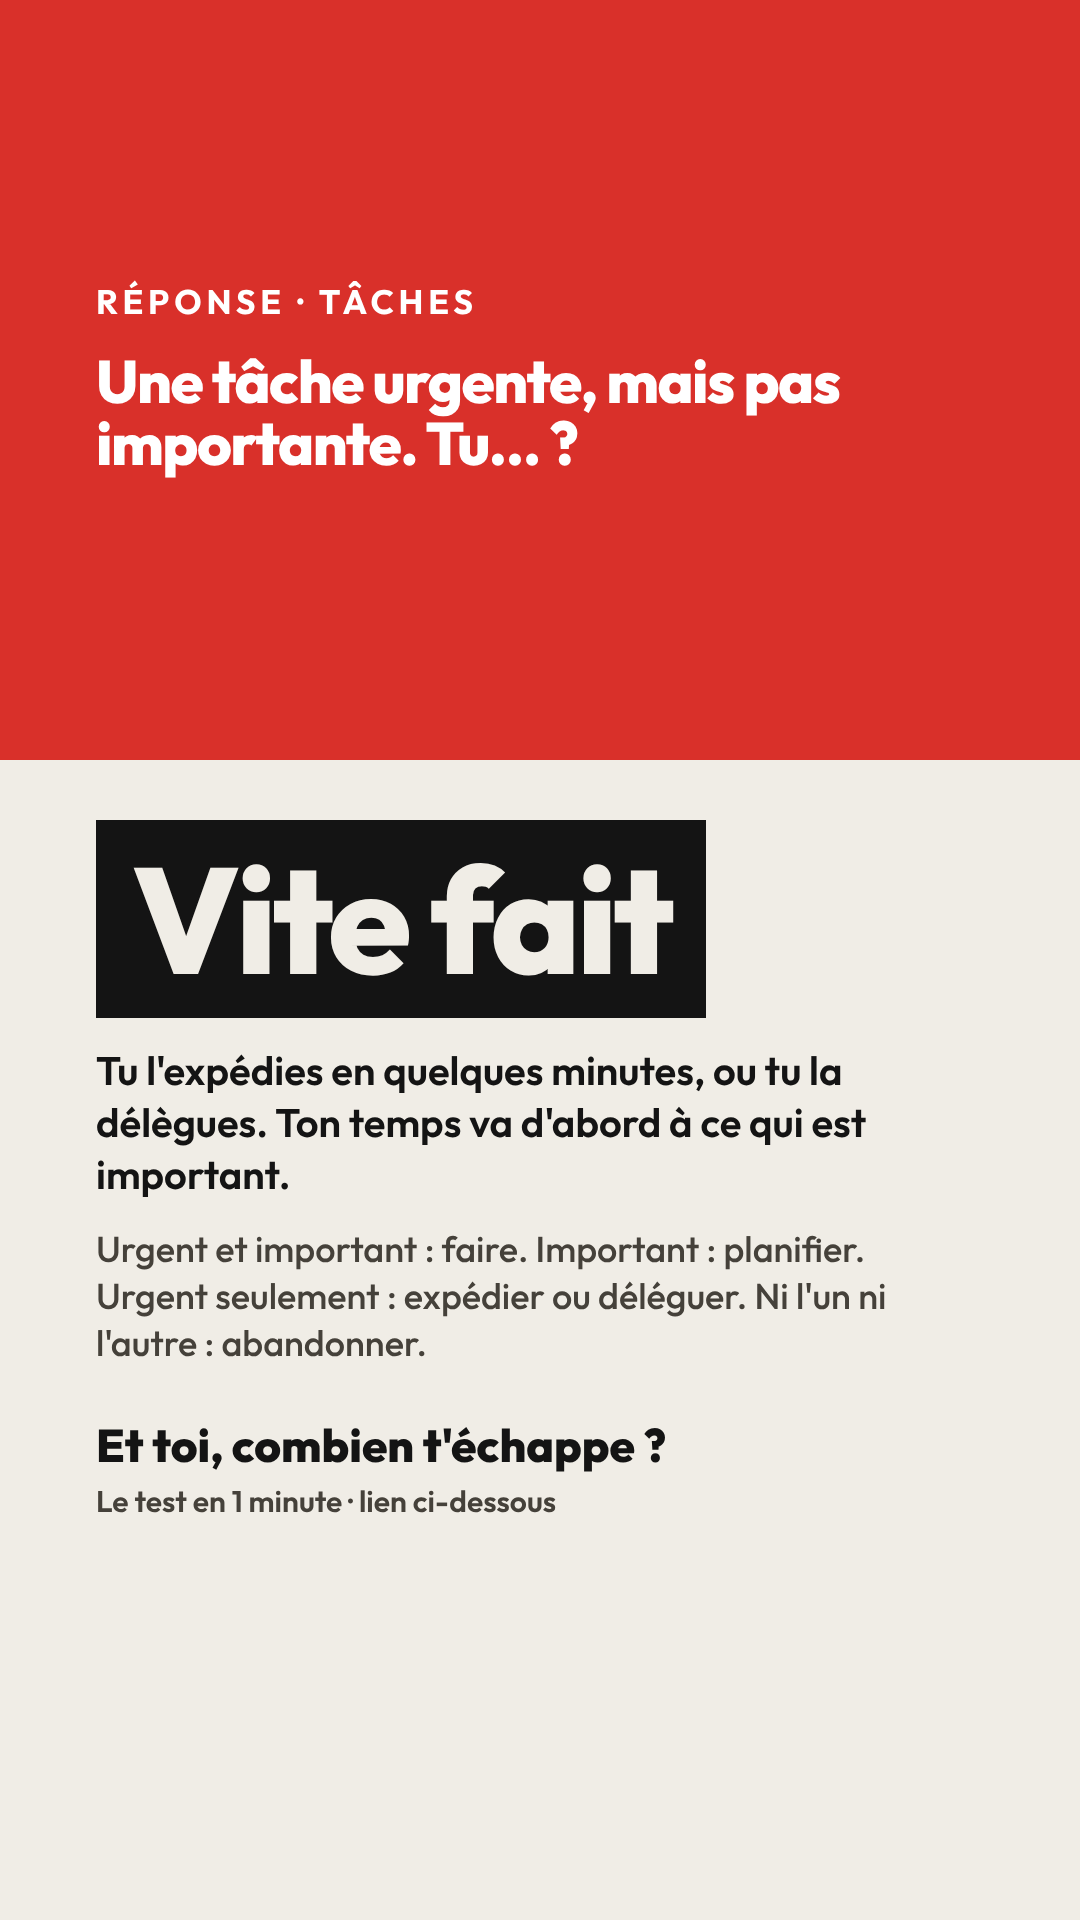 RÉPONSE · TÂCHES
Une tâche urgente, mais pas
importante. Tu... ?
Vite fait
Tu l'expédies en quelques minutes, ou tu la
délègues. Ton temps va d'abord à ce qui est
important.
Urgent et important : faire. Important : planifier.
Urgent seulement : expédier ou déléguer. Ni l'un ni
l'autre : abandonner.
Et toi, combien t'échappe ?
Le test en 1 minute · lien ci-dessous